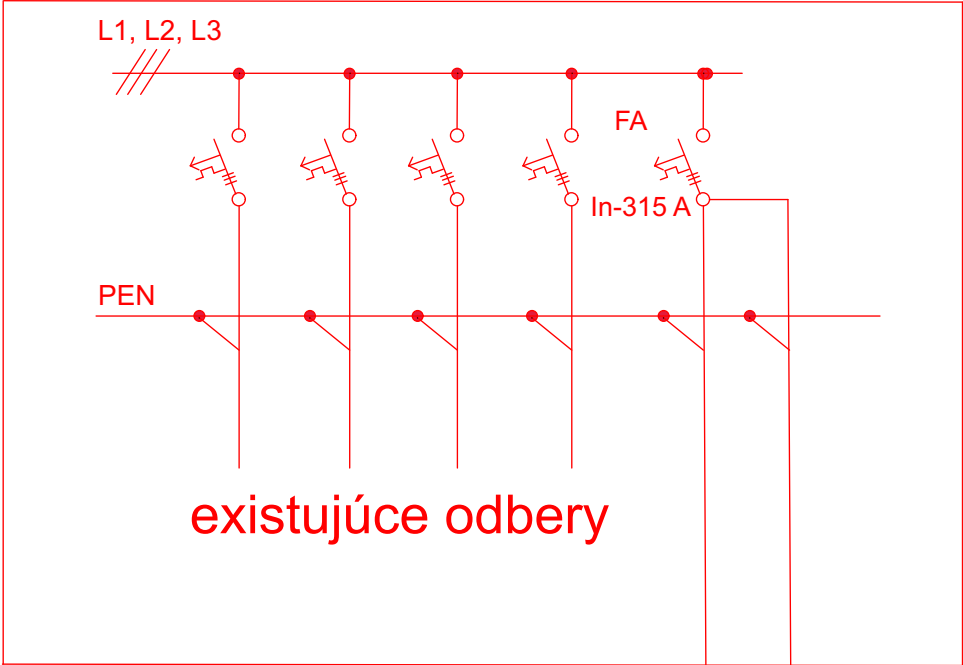 L1, L2, L3
FA
In-315 A
PEN
existujúce odbery